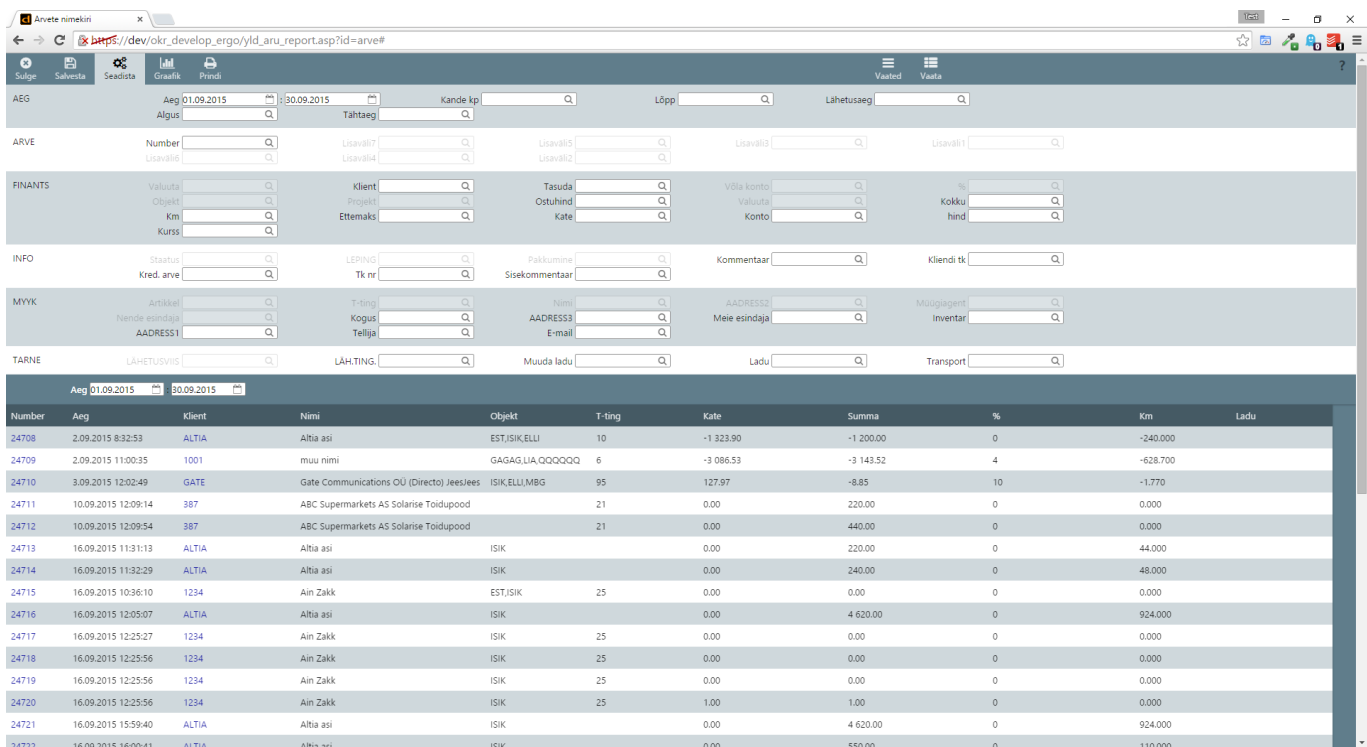 Arvete nimekiri × Test
https://dev/okr_develop_ergo/yld_aru_report.asp?id=arve#
Sulge Salvesta Seadista Graafik Prindi Vaated Vaata ?
AEG Aeg 01.09.2015 : 30.09.2015 Kande kp Lõpp Lähetusaeg
Algus Tähtaeg
ARVE Number Lisaväli7 Lisaväli5 Lisaväli3 Lisaväli1
Lisaväli6 Lisaväli4 Lisaväli2
FINANTS Valuuta Klient Tasuda Võla konto %
Objekt Projekt Ostuhind Valuuta Kokku
Km Ettemaks Kate Konto hind
Kurss
INFO Staatus LEPING Pakkumine Kommentaar Kliendi tk
Kred. arve Tk nr Sisekommentaar
MYYK Artikkel T-ting Nimi AADRESS2 Müügiagent
Nende esindaja Kogus AADRESS3 Meie esindaja Inventar
AADRESS1 Tellija E-mail
TARNE LÄHETUSVIIS LÄH.TING. Muuda ladu Ladu Transport
Aeg 01.09.2015 : 30.09.2015
Number Aeg Klient Nimi Objekt T-ting Kate Summa % Km Ladu
24708 2.09.2015 8:32:53 ALTIA Altia asi EST,ISIK,ELLI 10 -1 323.90 -1 200.00 0 -240.000
24709 2.09.2015 11:00:35 1001 muu nimi GAGAG,LIA,QQQQQQ 6 -3 086.53 -3 143.52 4 -628.700
24710 3.09.2015 12:02:49 GATE Gate Communications OÜ (Directo) JeesJees ISIK,ELLI,MBG 95 127.97 -8.85 10 -1.770
24711 10.09.2015 12:09:14 387 ABC Supermarkets AS Solarise Toidupood 21 0.00 220.00 0 0.000
24712 10.09.2015 12:09:54 387 ABC Supermarkets AS Solarise Toidupood 21 0.00 440.00 0 0.000
24713 16.09.2015 11:31:13 ALTIA Altia asi ISIK 0.00 220.00 0 44.000
24714 16.09.2015 11:32:29 ALTIA Altia asi ISIK 0.00 240.00 0 48.000
24715 16.09.2015 10:36:10 1234 Ain Zakk EST,ISIK 25 0.00 0.00 0 0.000
24716 16.09.2015 12:05:07 ALTIA Altia asi ISIK 0.00 4 620.00 0 924.000
24717 16.09.2015 12:25:27 1234 Ain Zakk ISIK 25 0.00 0.00 0 0.000
24718 16.09.2015 12:25:56 1234 Ain Zakk ISIK 25 0.00 0.00 0 0.000
24719 16.09.2015 12:25:56 1234 Ain Zakk ISIK 25 0.00 0.00 0 0.000
24720 16.09.2015 12:25:56 1234 Ain Zakk ISIK 25 1.00 1.00 0 0.000
24721 16.09.2015 15:59:40 ALTIA Altia asi ISIK 0.00 4 620.00 0 924.000
24722 16.09.2015 16:00:41 ALTIA Altia asi ISIK 0.00 550.00 0 110.000